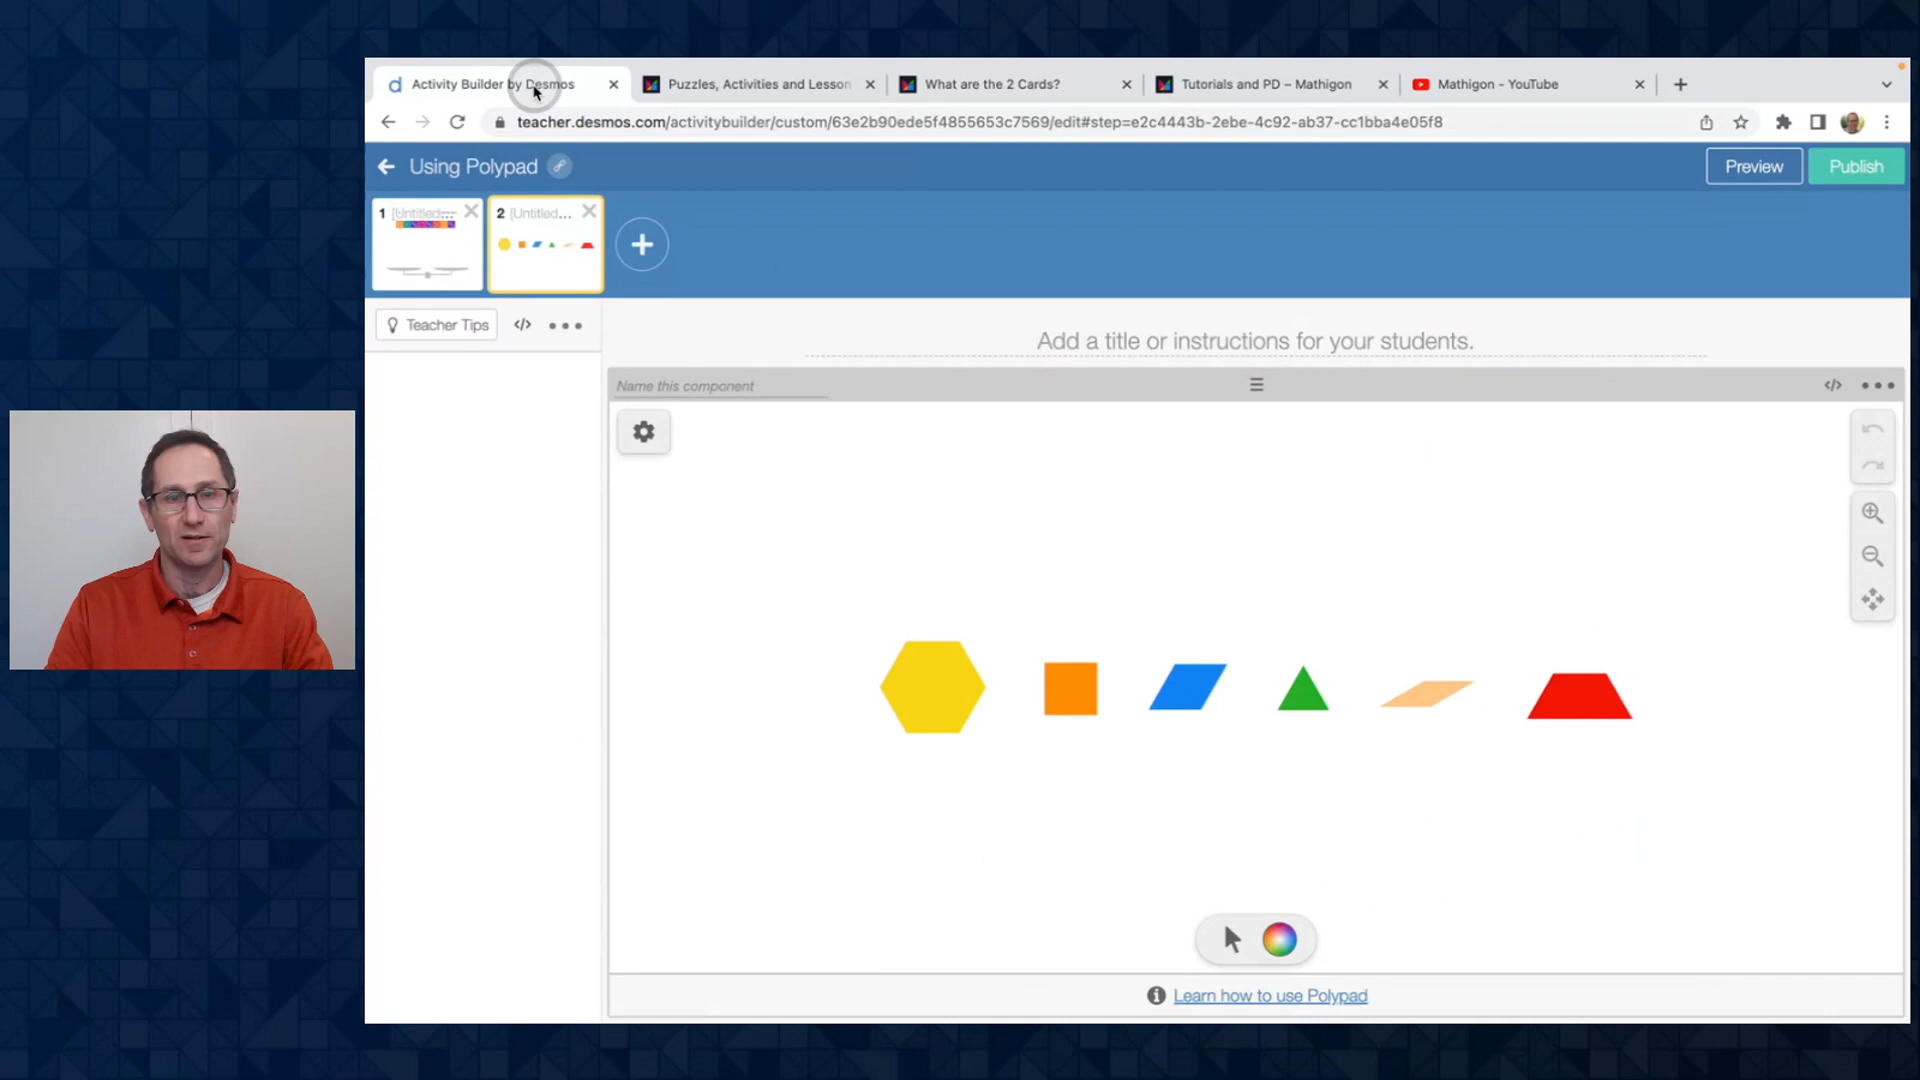 Activity Builder by Desmos
Puzzles, Activities and Lesson
What are the 2 Cards?
Tutorials and PD – Mathigon
Mathigon - YouTube
teacher.desmos.com/activitybuilder/custom/63e2b90ede5f4855653c7569/edit#step=e2c4443b-2ebe-4c92-ab37-cc1bba4e05f8
Using Polypad
Preview
Publish
1 [Untitled...
2 [Untitled...
Teacher Tips
Add a title or instructions for your students.
Name this component
Learn how to use Polypad